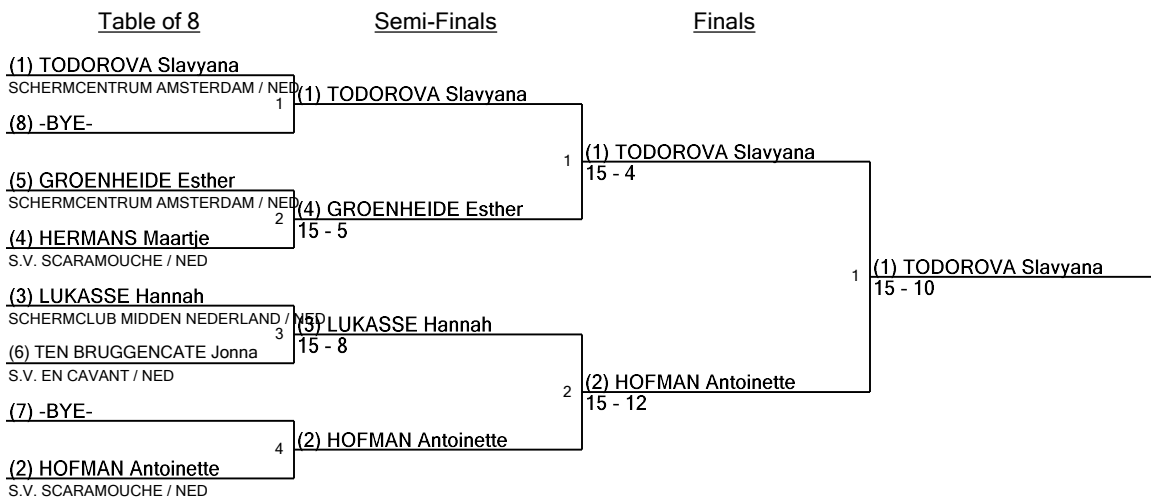 Table of 8
Semi-Finals
Finals
(1) TODOROVA Slavyana
SCHERMCENTRUM AMSTERDAM / NED
1
(8) -BYE-
(5) GROENHEIDE Esther
SCHERMCENTRUM AMSTERDAM / NED
2
(4) HERMANS Maartje
S.V. SCARAMOUCHE / NED
(3) LUKASSE Hannah
SCHERMCLUB MIDDEN NEDERLAND / NED
3
(6) TEN BRUGGENCATE Jonna
S.V. EN CAVANT / NED
(7) -BYE-
4
(2) HOFMAN Antoinette
S.V. SCARAMOUCHE / NED
(1) TODOROVA Slavyana
1
(4) GROENHEIDE Esther
15 - 5
(3) LUKASSE Hannah
15 - 8
2
(2) HOFMAN Antoinette
(1) TODOROVA Slavyana
15 - 4
1
(2) HOFMAN Antoinette
15 - 12
(1) TODOROVA Slavyana
15 - 10